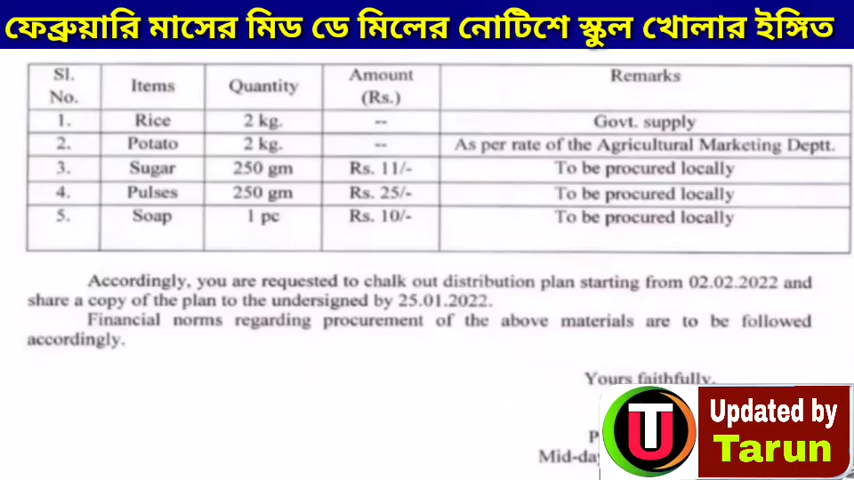 ফেব্রুয়ারি মাসের মিড ডে মিলের নোটিশে স্কুল খোলার ইঙ্গিত
Sl. No. Items Quantity Amount (Rs.) Remarks
1. Rice 2 kg. -- Govt. supply
2. Potato 2 kg. -- As per rate of the Agricultural Marketing Deptt.
3. Sugar 250 gm Rs. 11/- To be procured locally
4. Pulses 250 gm Rs. 25/- To be procured locally
5. Soap 1 pc Rs. 10/- To be procured locally
Accordingly, you are requested to chalk out distribution plan starting from 02.02.2022 and
share a copy of the plan to the undersigned by 25.01.2022.
Financial norms regarding procurement of the above materials are to be followed
accordingly.
Yours faithfully,
P
Mid-da
TU
Updated by
Tarun